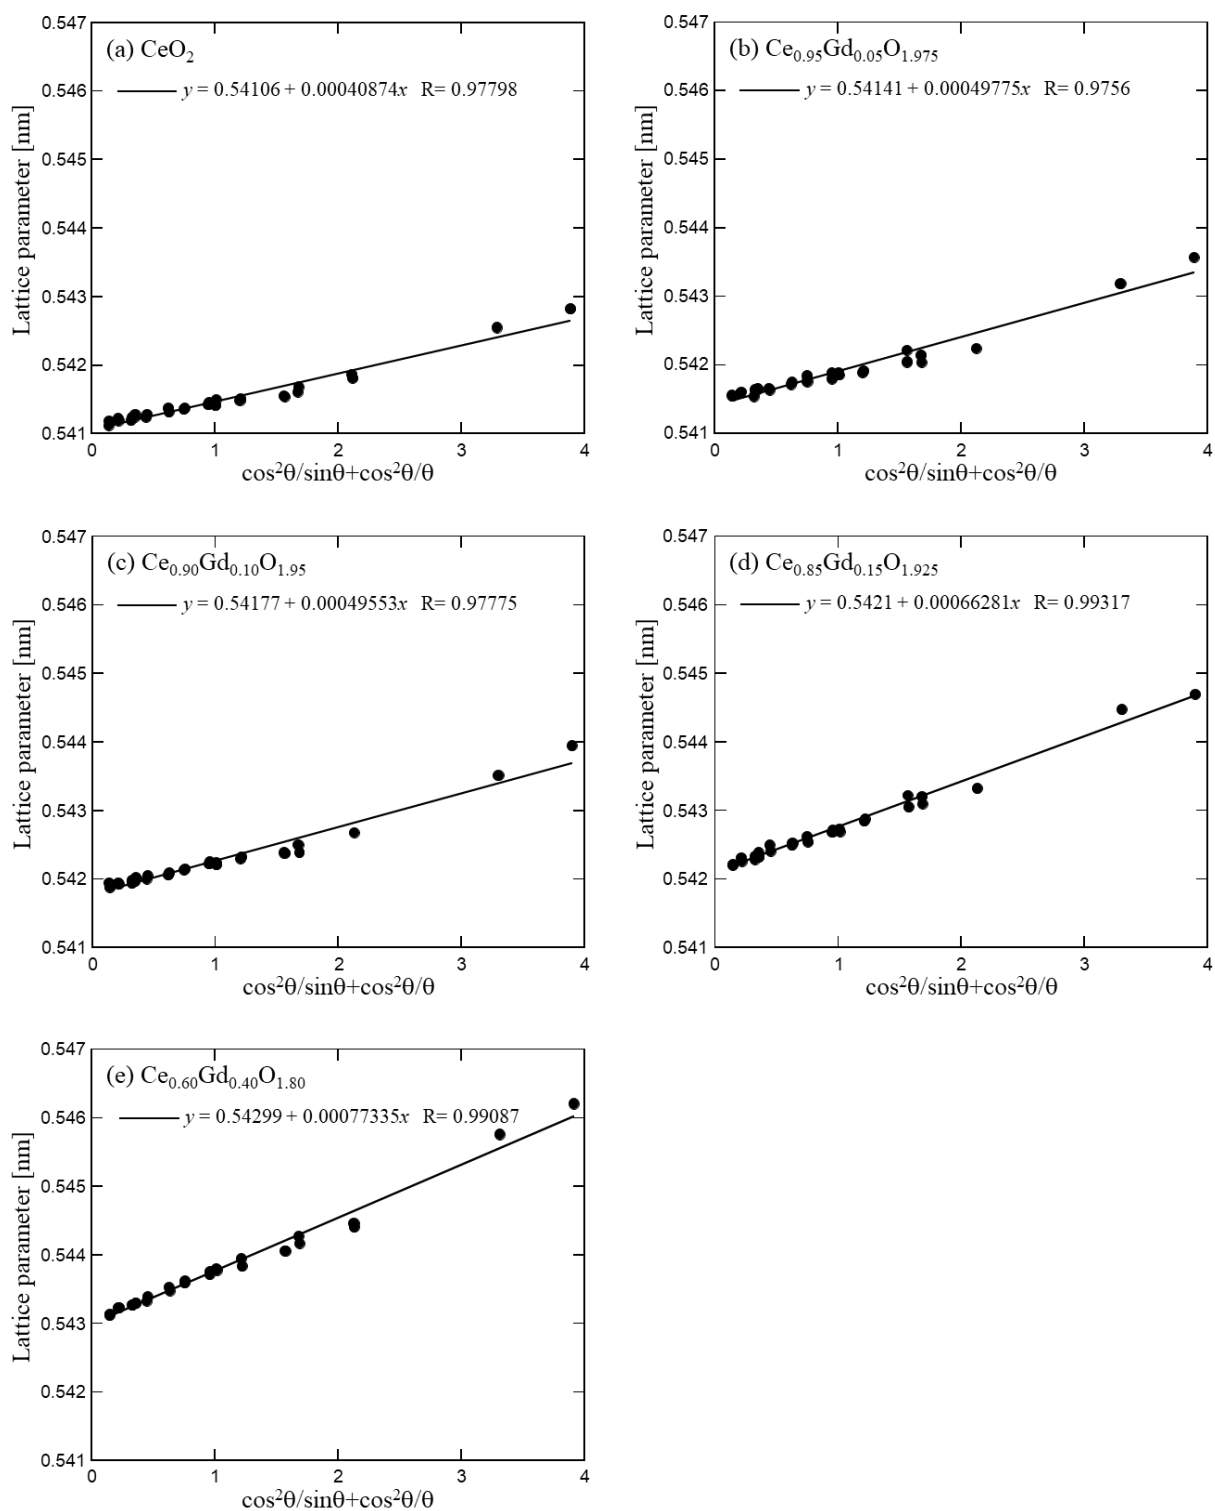 (a) CeO₂
y = 0.54106 + 0.00040874x R= 0.97798
Lattice parameter [nm]
0.547
0.546
0.545
0.544
0.543
0.542
0.541
0 1 2 3 4
cos²θ/sinθ+cos²θ/θ
(b) Ce₀.₉₅Gd₀.₀₅O₁.₉₇₅
y = 0.54141 + 0.00049775x R= 0.9756
Lattice parameter [nm]
0.547
0.546
0.545
0.544
0.543
0.542
0.541
0 1 2 3 4
cos²θ/sinθ+cos²θ/θ
(c) Ce₀.₉₀Gd₀.₁₀O₁.₉₅
y = 0.54177 + 0.00049553x R= 0.97775
Lattice parameter [nm]
0.547
0.546
0.545
0.544
0.543
0.542
0.541
0 1 2 3 4
cos²θ/sinθ+cos²θ/θ
(d) Ce₀.₈₅Gd₀.₁₅O₁.₉₂₅
y = 0.5421 + 0.00066281x R= 0.99317
Lattice parameter [nm]
0.547
0.546
0.545
0.544
0.543
0.542
0.541
0 1 2 3 4
cos²θ/sinθ+cos²θ/θ
(e) Ce₀.₆₀Gd₀.₄₀O₁.₈₀
y = 0.54299 + 0.00077335x R= 0.99087
Lattice parameter [nm]
0.547
0.546
0.545
0.544
0.543
0.542
0.541
0 1 2 3 4
cos²θ/sinθ+cos²θ/θ